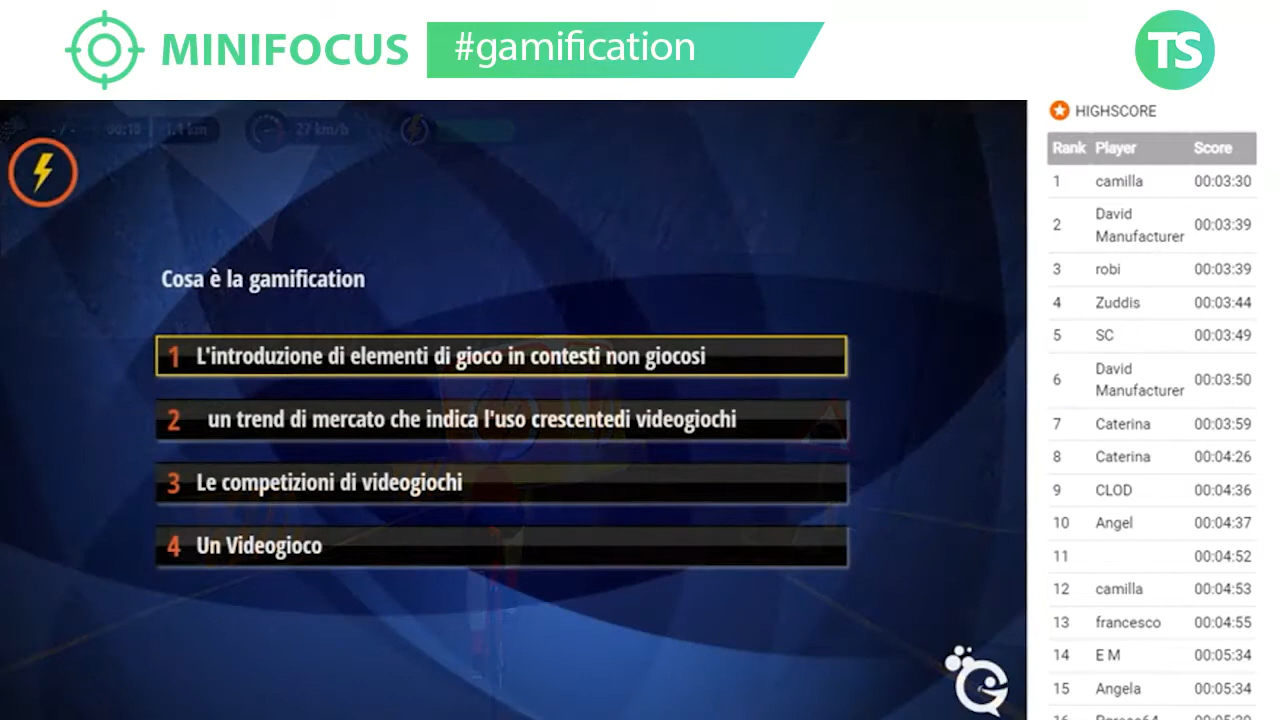 MINIFOCUS
#gamification
TS
27 km/h
Cosa è la gamification
1 L'introduzione di elementi di gioco in contesti non giocosi
2 un trend di mercato che indica l'uso crescentedi videogiochi
3 Le competizioni di videogiochi
4 Un Videogioco
HIGHSCORE
Rank Player Score
1 camilla 00:03:30
2 David Manufacturer 00:03:39
3 robi 00:03:39
4 Zuddis 00:03:44
5 SC 00:03:49
6 David Manufacturer 00:03:50
7 Caterina 00:03:59
8 Caterina 00:04:26
9 CLOD 00:04:36
10 Angel 00:04:37
11 00:04:52
12 camilla 00:04:53
13 francesco 00:04:55
14 E M 00:05:34
15 Angela 00:05:34